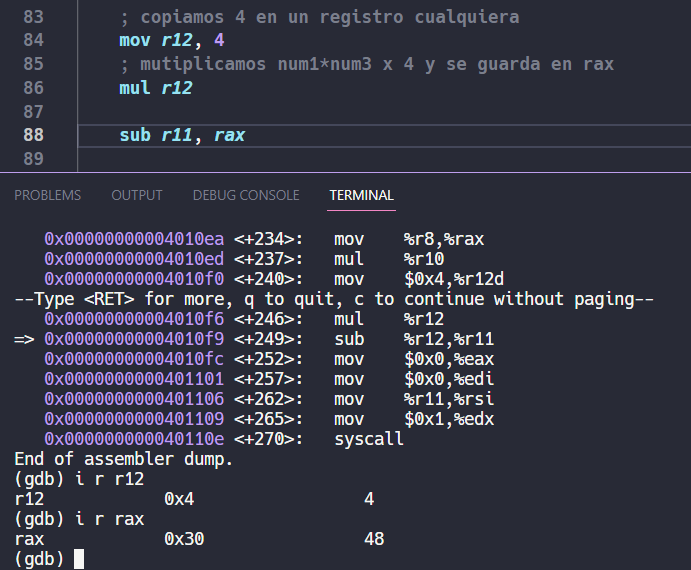 83 ; copiamos 4 en un registro cualquiera
84 mov r12, 4
85 ; mutiplicamos num1*num3 x 4 y se guarda en rax
86 mul r12
87
88 sub r11, rax
89
PROBLEMS OUTPUT DEBUG CONSOLE TERMINAL
0x00000000004010ea <+234>: mov %r8,%rax
0x00000000004010ed <+237>: mul %r10
0x00000000004010f0 <+240>: mov $0x4,%r12d
--Type <RET> for more, q to quit, c to continue without paging--
0x00000000004010f6 <+246>: mul %r12
=> 0x00000000004010f9 <+249>: sub %r12,%r11
0x00000000004010fc <+252>: mov $0x0,%eax
0x0000000000401101 <+257>: mov $0x0,%edi
0x0000000000401106 <+262>: mov %r11,%rsi
0x0000000000401109 <+265>: mov $0x1,%edx
0x000000000040110e <+270>: syscall
End of assembler dump.
(gdb) i r r12
r12 0x4 4
(gdb) i r rax
rax 0x30 48
(gdb)